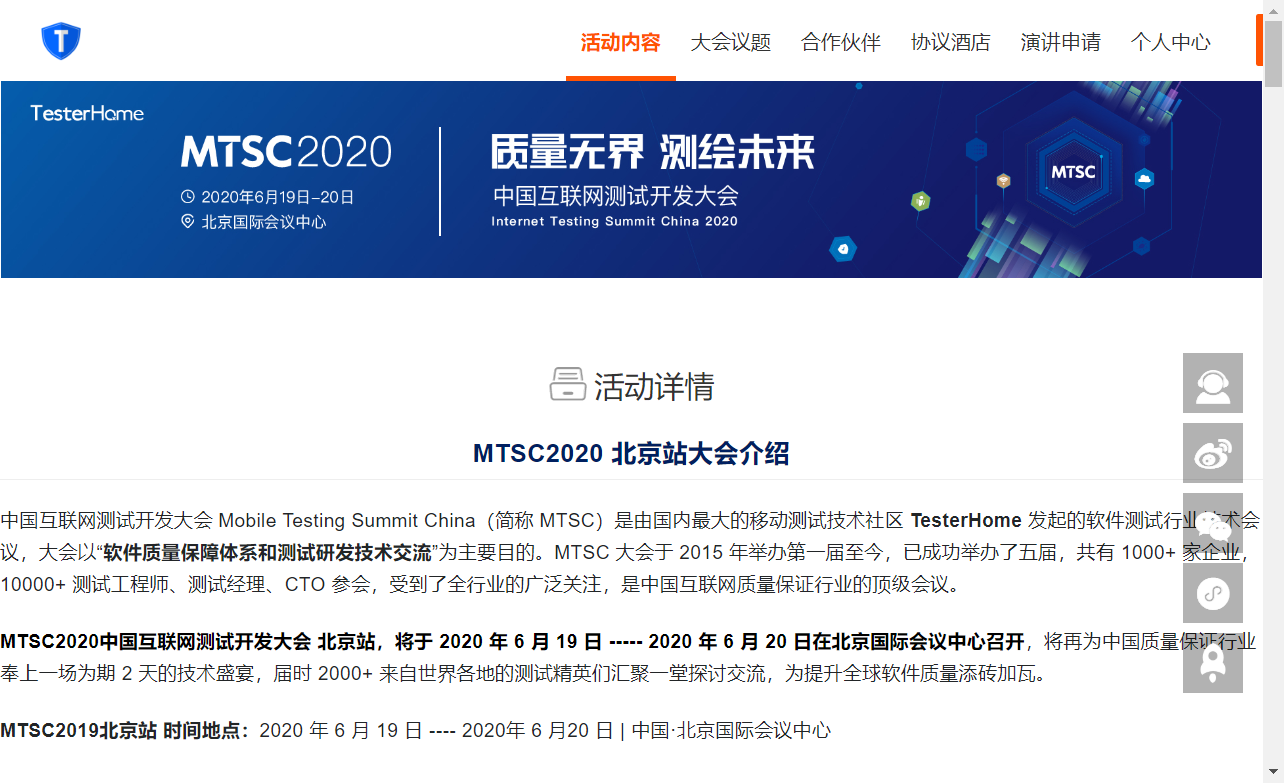 T
活动内容 大会议题 合作伙伴 协议酒店 演讲申请 个人中心
TesterHome
MTSC2020
2020年6月19日-20日
北京国际会议中心
质量无界 测绘未来
中国互联网测试开发大会
Internet Testing Summit China 2020
MTSC
活动详情
MTSC2020 北京站大会介绍
中国互联网测试开发大会 Mobile Testing Summit China（简称 MTSC）是由国内最大的移动测试技术社区 TesterHome 发起的软件测试行业技术会
议，大会以“软件质量保障体系和测试研发技术交流”为主要目的。MTSC 大会于 2015 年举办第一届至今，已成功举办了五届，共有 1000+ 家企业，
10000+ 测试工程师、测试经理、CTO 参会，受到了全行业的广泛关注，是中国互联网质量保证行业的顶级会议。
MTSC2020中国互联网测试开发大会 北京站，将于 2020 年 6 月 19 日 ----- 2020 年 6 月 20 日在北京国际会议中心召开，将再为中国质量保证行业
奉上一场为期 2 天的技术盛宴，届时 2000+ 来自世界各地的测试精英们汇聚一堂探讨交流，为提升全球软件质量添砖加瓦。
MTSC2019北京站 时间地点：2020 年 6 月 19 日 ---- 2020年 6 月20 日 | 中国·北京国际会议中心